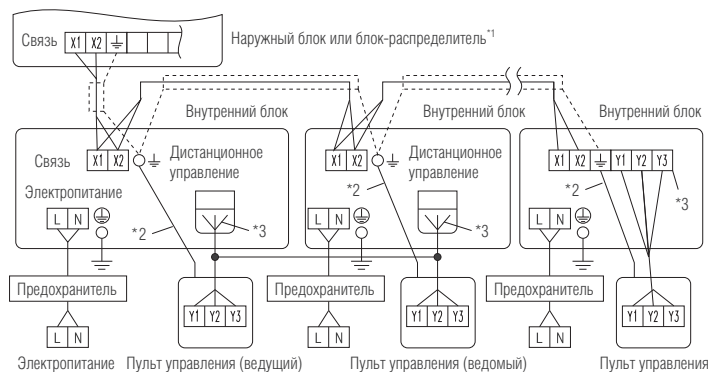 Связь X1 X2 Наружный блок или блок-распределитель*1
Внутренний блок Внутренний блок Внутренний блок
Связь X1 X2 Дистанционное управление X1 X2 Дистанционное управление X1 X2 Y1 Y2 Y3
Электропитание *2 *2 *3
L N *2 *3 L N *3 L N
Предохранитель Y1 Y2 Y3 Предохранитель Y1 Y2 Y3 Предохранитель Y1 Y2 Y3
L N L N L N
Электропитание Пульт управления (ведущий) Пульт управления (ведомый) Пульт управления